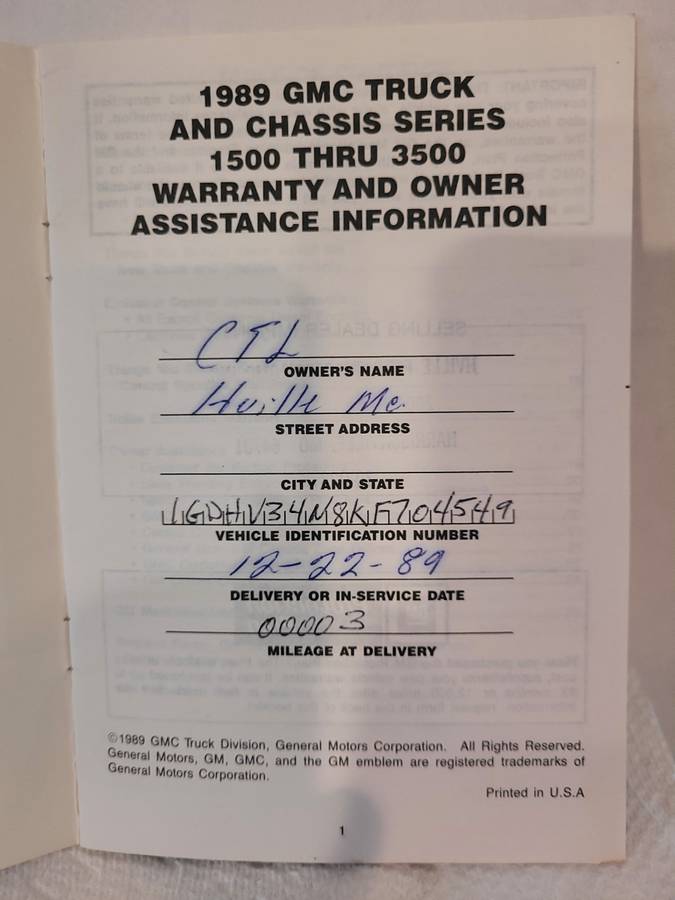 1989 GMC TRUCK
AND CHASSIS SERIES
1500 THRU 3500
WARRANTY AND OWNER
ASSISTANCE INFORMATION
CTL
OWNER'S NAME
Hville Mo.
STREET ADDRESS
CITY AND STATE
1GDHV34N8KF704549
VEHICLE IDENTIFICATION NUMBER
12-22-89
DELIVERY OR IN-SERVICE DATE
00003
MILEAGE AT DELIVERY
©1989 GMC Truck Division, General Motors Corporation. All Rights Reserved.
General Motors, GM, GMC, and the GM emblem are registered trademarks of
General Motors Corporation.
Printed in U.S.A
1